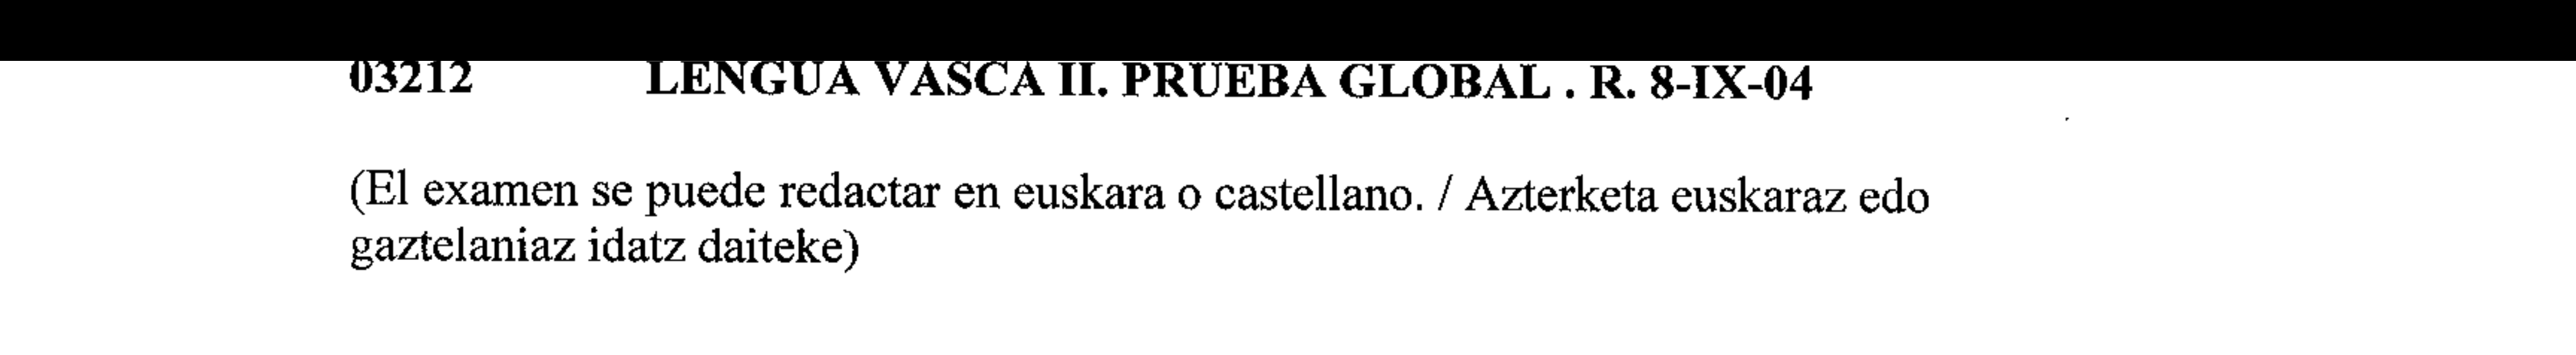 03212 LENGUA VASCA II. PRUEBA GLOBAL . R. 8-IX-04
(El examen se puede redactar en euskara o castellano. / Azterketa euskaraz edo
gaztelaniaz idatz daiteke)